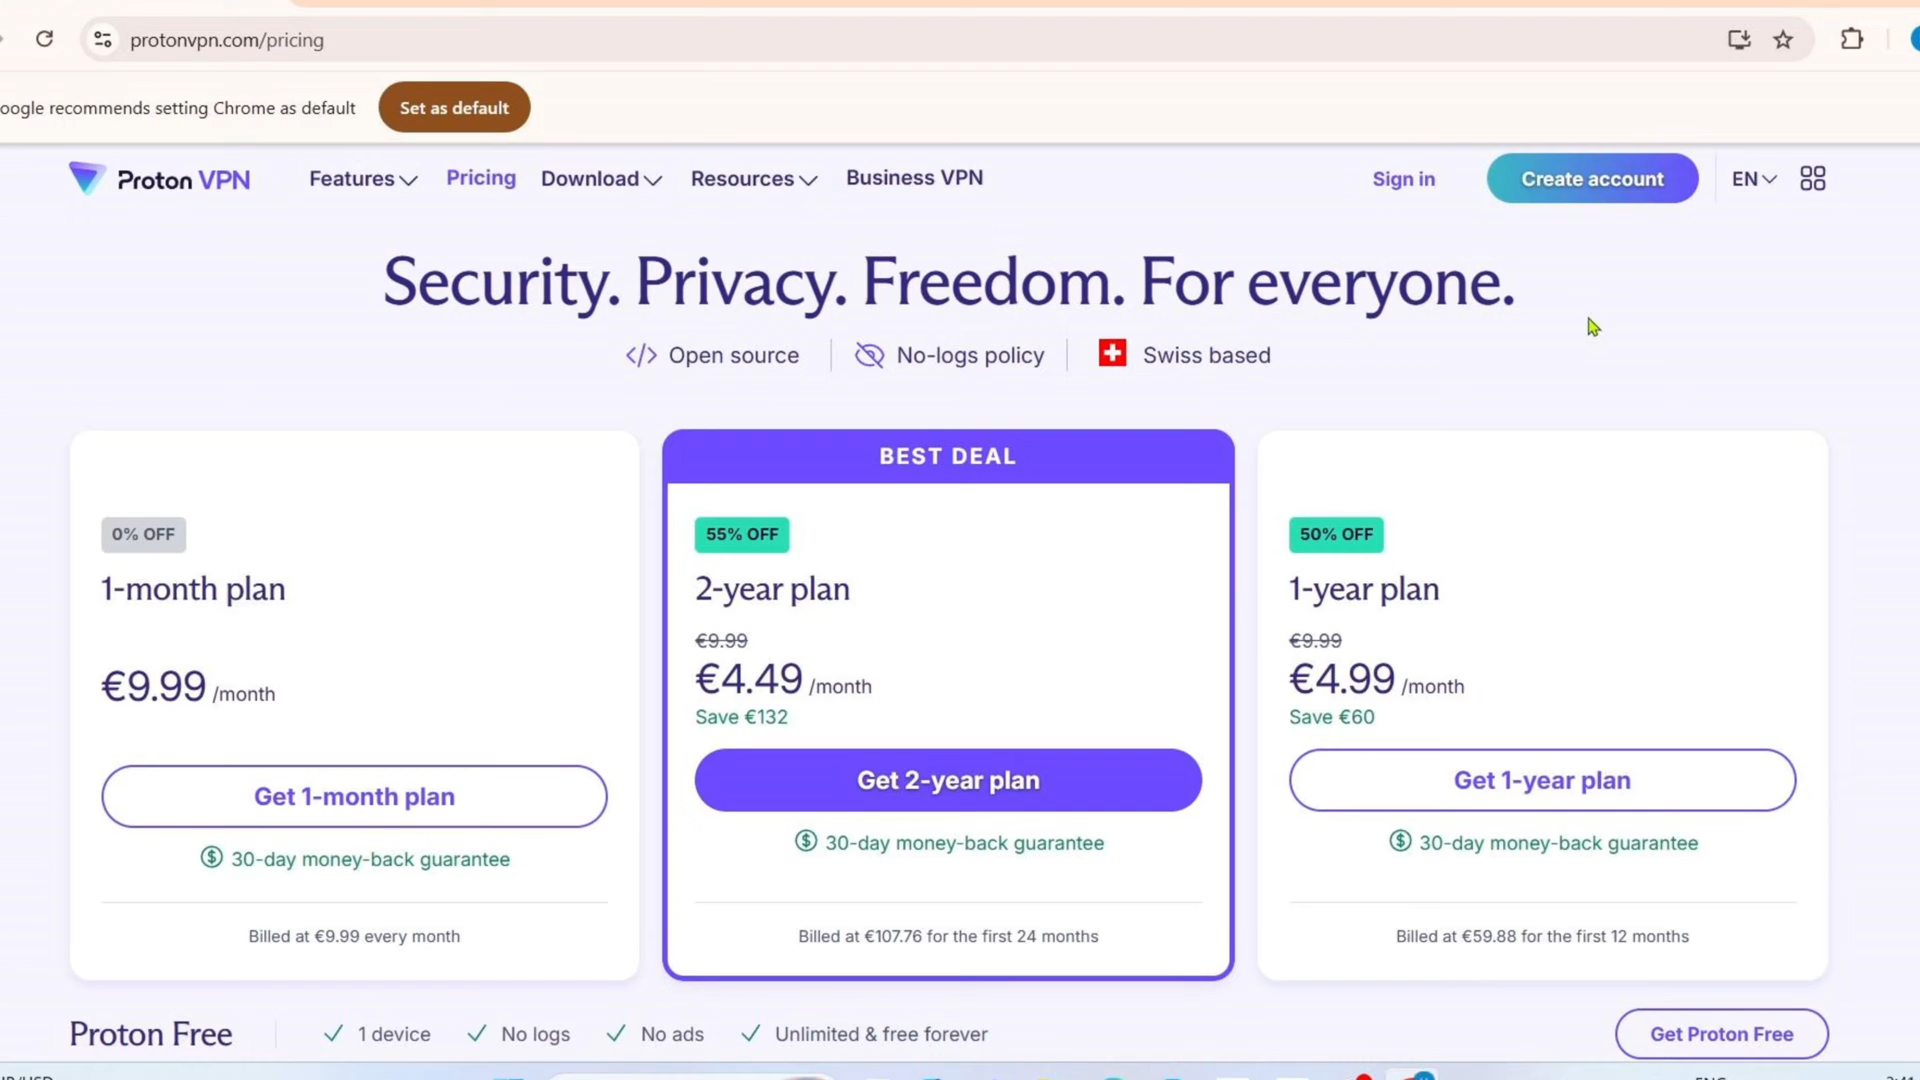 protonvpn.com/pricing
oogle recommends setting Chrome as default
Set as default
Proton VPN
Features
Pricing
Download
Resources
Business VPN
Sign in
Create account
EN
Security. Privacy. Freedom. For everyone.
</> Open source
No-logs policy
Swiss based
0% OFF
1-month plan
€9.99 /month
Get 1-month plan
30-day money-back guarantee
Billed at €9.99 every month
BEST DEAL
55% OFF
2-year plan
€9.99
€4.49 /month
Save €132
Get 2-year plan
30-day money-back guarantee
Billed at €107.76 for the first 24 months
50% OFF
1-year plan
€9.99
€4.99 /month
Save €60
Get 1-year plan
30-day money-back guarantee
Billed at €59.88 for the first 12 months
Proton Free
1 device
No logs
No ads
Unlimited & free forever
Get Proton Free